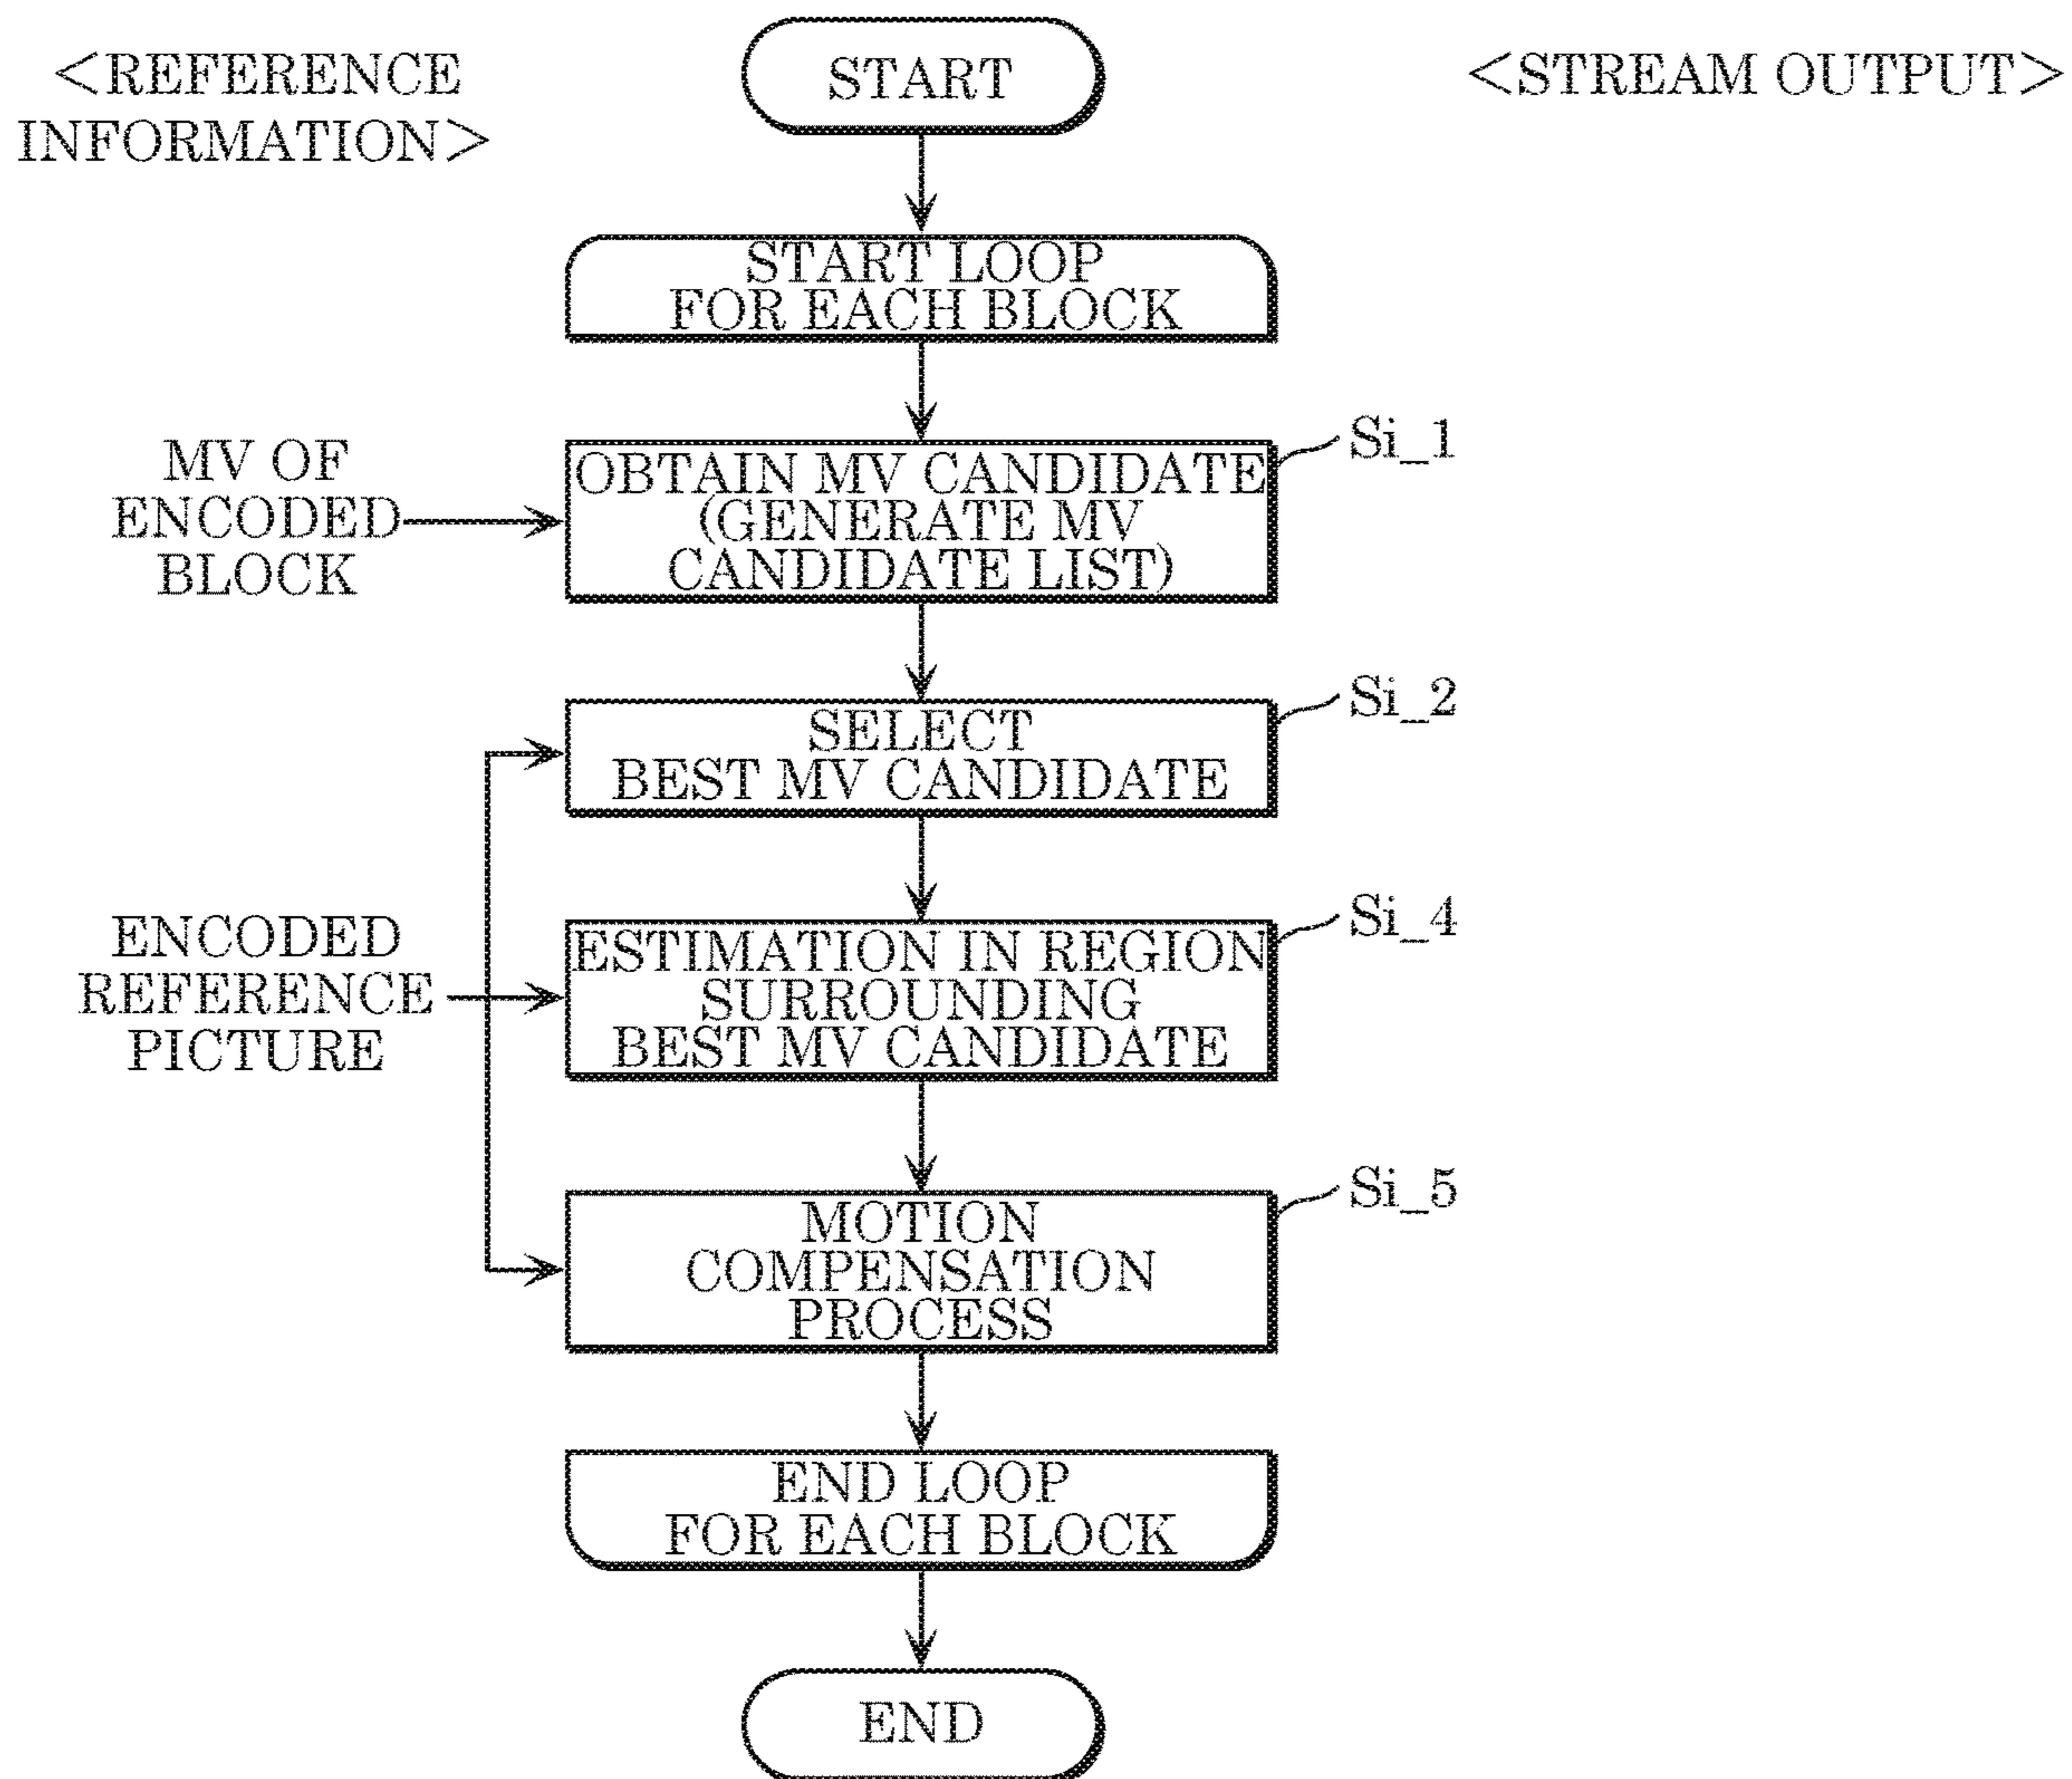 <REFERENCE
INFORMATION>
START
<STREAM OUTPUT>
START LOOP
FOR EACH BLOCK
MV OF
ENCODED
BLOCK
OBTAIN MV CANDIDATE
(GENERATE MV
CANDIDATE LIST)
Si_1
SELECT
BEST MV CANDIDATE
Si_2
ENCODED
REFERENCE
PICTURE
ESTIMATION IN REGION
SURROUNDING
BEST MV CANDIDATE
Si_4
MOTION
COMPENSATION
PROCESS
Si_5
END LOOP
FOR EACH BLOCK
END